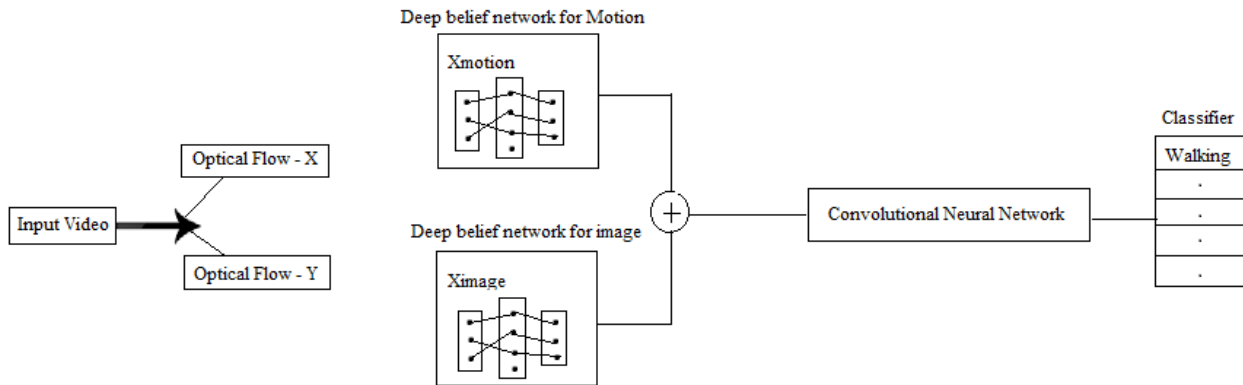 Input Video
Optical Flow - X
Optical Flow - Y
Deep belief network for Motion
Xmotion
Deep belief network for image
Ximage
+
Convolutional Neural Network
Classifier
Walking
.
.
.
.